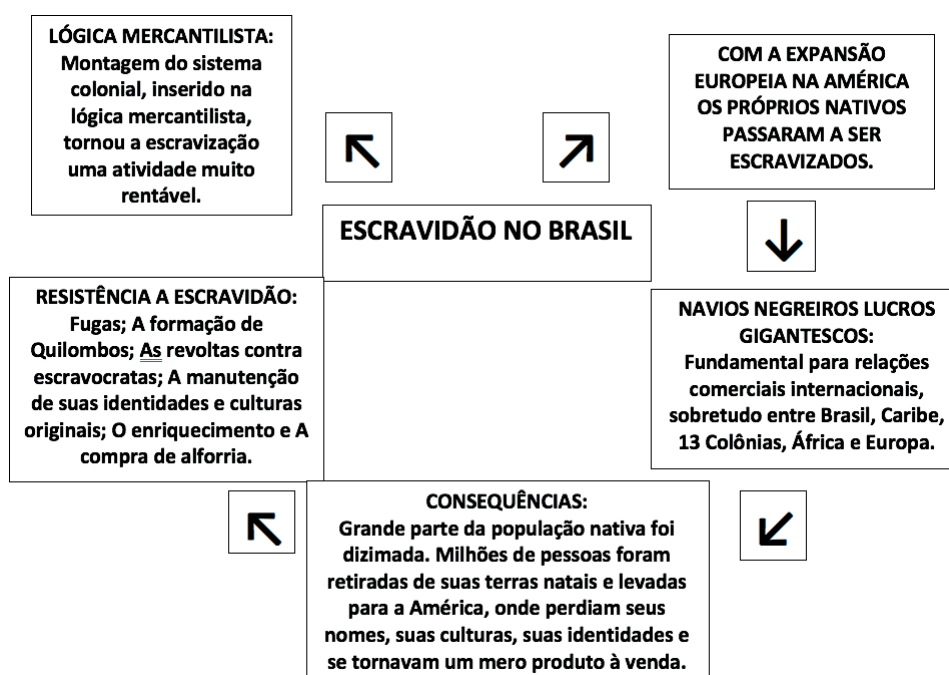 LÓGICA MERCANTILISTA:
Montagem do sistema
colonial, inserido na
lógica mercantilista,
tornou a escravização
uma atividade muito
rentável.
COM A EXPANSÃO
EUROPEIA NA AMÉRICA
OS PRÓPRIOS NATIVOS
PASSARAM A SER
ESCRAVIZADOS.
ESCRAVIDÃO NO BRASIL
RESISTÊNCIA A ESCRAVIDÃO:
Fugas; A formação de
Quilombos; As revoltas contra
escravocratas; A manutenção
de suas identidades e culturas
originais; O enriquecimento e A
compra de alforria.
NAVIOS NEGREIROS LUCROS
GIGANTESCOS:
Fundamental para relações
comerciais internacionais,
sobretudo entre Brasil, Caribe,
13 Colônias, África e Europa.
CONSEQUÊNCIAS:
Grande parte da população nativa foi
dizimada. Milhões de pessoas foram
retiradas de suas terras natais e levadas
para a América, onde perdiam seus
nomes, suas culturas, suas identidades e
se tornavam um mero produto à venda.